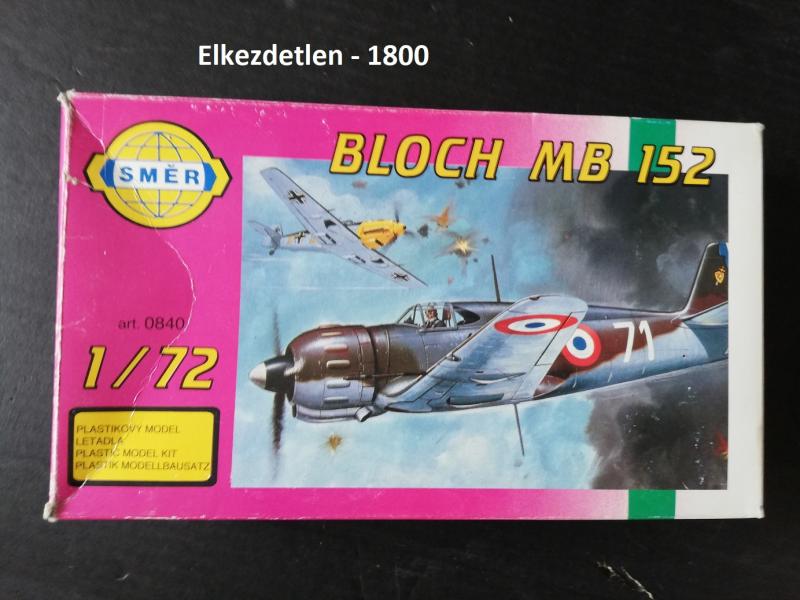 Elkezdetlen - 1800
SMĚR
BLOCH MB 152
art. 0840
1/72
71
PLASTIKOVÝ MODEL
LETADLA
PLASTIC MODEL KIT
PLASTIK MODELLBAUSATZ